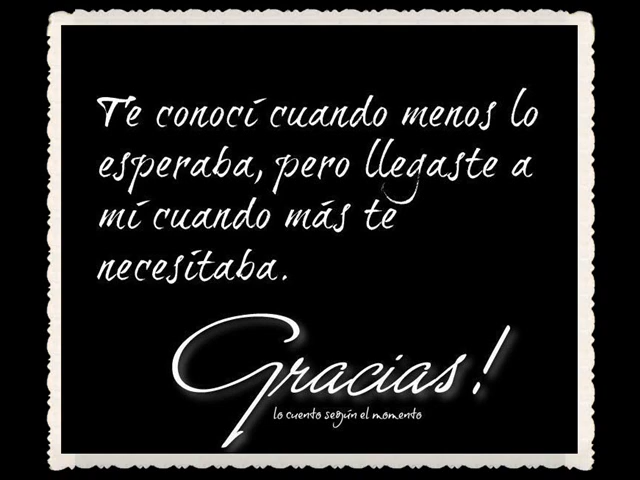 Te conocí cuando menos lo
esperaba, pero llegaste a
mí cuando más te
necesitaba.
Gracias!
lo cuento según el momento